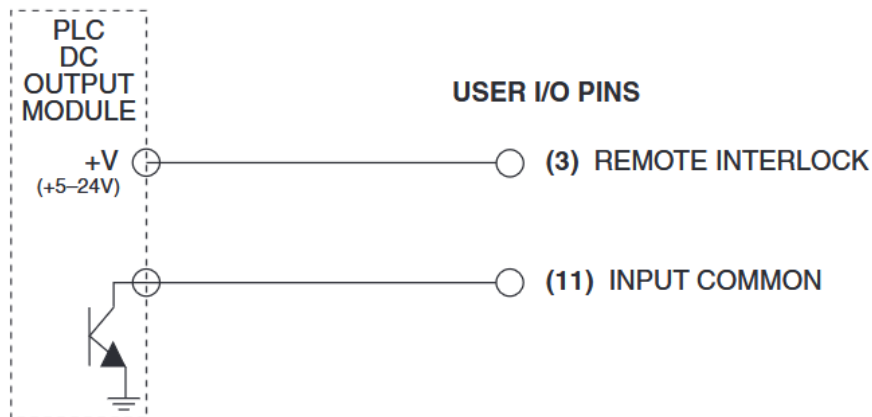 PLC
DC
OUTPUT
MODULE
USER I/O PINS
+V
(+5–24V)
(3) REMOTE INTERLOCK
(11) INPUT COMMON